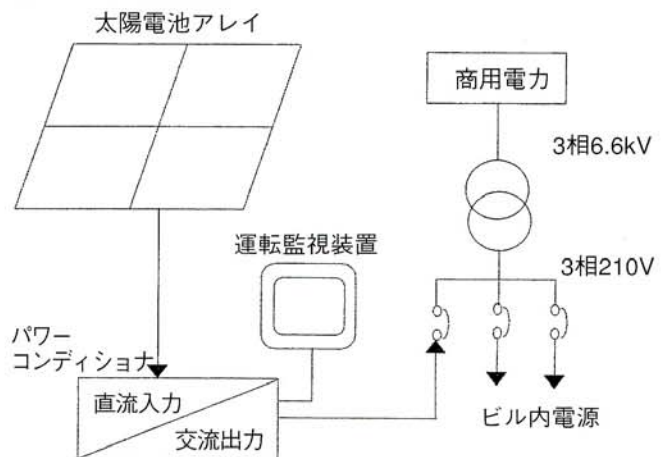 太陽電池アレイ
商用電力
3相6.6kV
運転監視装置
3相210V
パワー
コンディショナ
直流入力
交流出力
ビル内電源